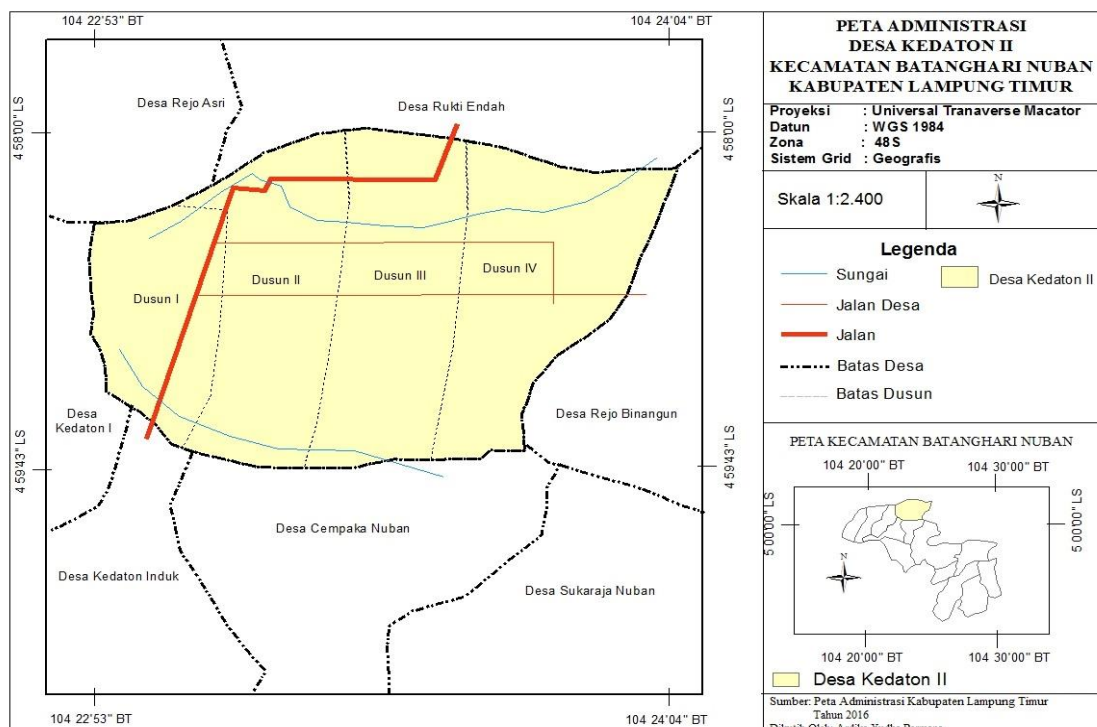 104 22'53" BT
104 24'04" BT
4 58'00" LS
4 58'00" LS
Desa Rejo Asri
Desa Rukti Endah
Dusun I
Dusun II
Dusun III
Dusun IV
Desa
Kedaton I
Desa Rejo Binangun
4 59'43" LS
4 59'43" LS
Desa Cempaka Nuban
Desa Kedaton Induk
Desa Sukaraja Nuban
104 22'53" BT
104 24'04" BT
PETA ADMINISTRASI
DESA KEDATON II
KECAMATAN BATANGHARI NUBAN
KABUPATEN LAMPUNG TIMUR
Proyeksi : Universal Tranaverse Macator
Datun : WGS 1984
Zona : 48S
Sistem Grid : Geografis
Skala 1:2.400
N
Legenda
Sungai
Desa Kedaton II
Jalan Desa
Jalan
Batas Desa
Batas Dusun
PETA KECAMATAN BATANGHARI NUBAN
104 20'00" BT
104 30'00" BT
5 00'00" LS
5 00'00" LS
N
104 20'00" BT
104 30'00" BT
Desa Kedaton II
Sumber: Peta Administrasi Kabupaten Lampung Timur
Tahun 2016